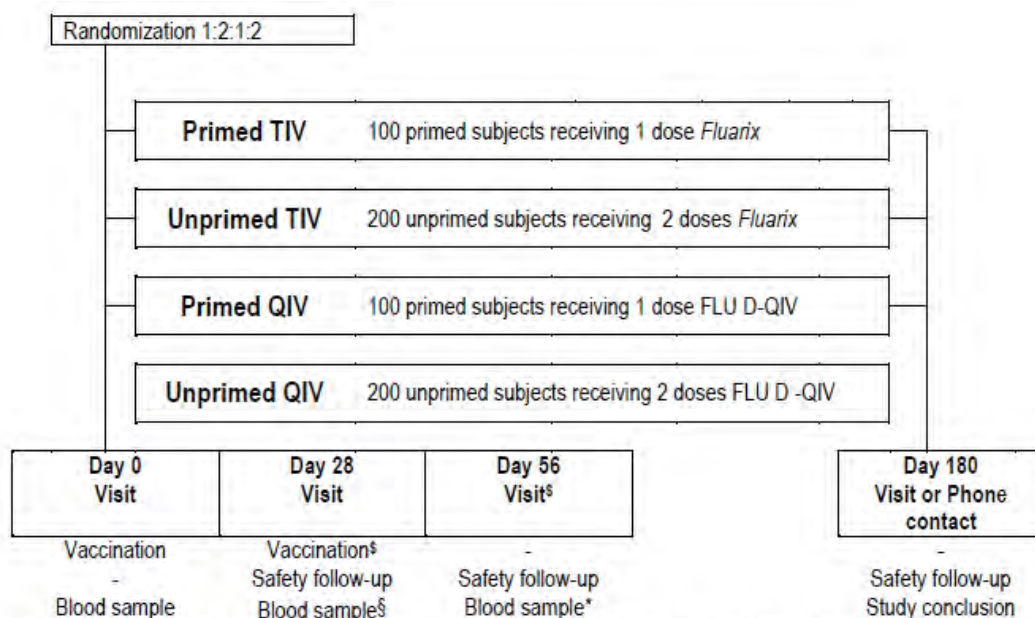 Randomization 1:2:1:2
Primed TIV 100 primed subjects receiving 1 dose Fluarix
Unprimed TIV 200 unprimed subjects receiving 2 doses Fluarix
Primed QIV 100 primed subjects receiving 1 dose FLU D-QIV
Unprimed QIV 200 unprimed subjects receiving 2 doses FLU D -QIV
Day 0
Visit
Vaccination
-
Blood sample
Day 28
Visit
Vaccination$
Safety follow-up
Blood sample§
Day 56
Visit$
-
Safety follow-up
Blood sample*
Day 180
Visit or Phone
contact
-
Safety follow-up
Study conclusion